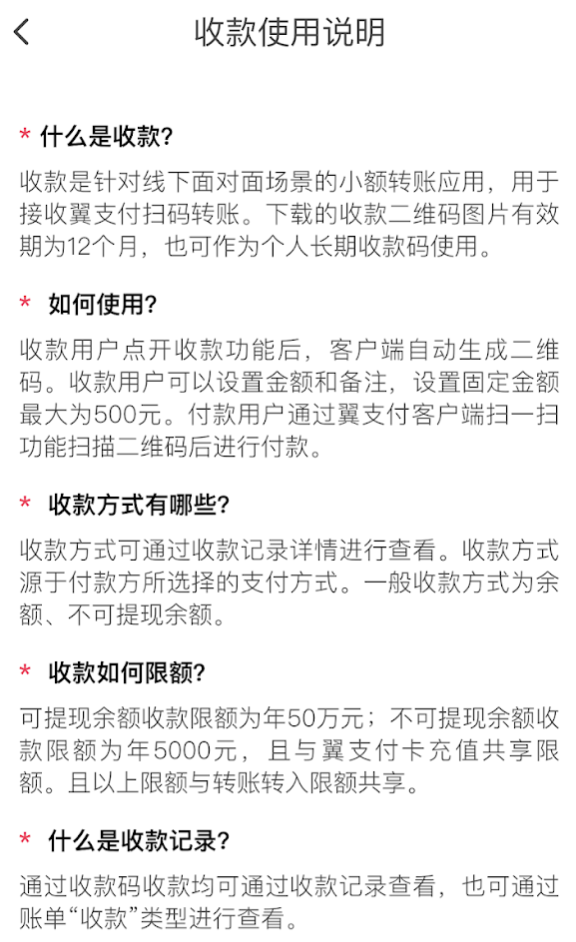 收款使用说明
* 什么是收款?
收款是针对线下面对面场景的小额转账应用，用于
接收翼支付扫码转账。下载的收款二维码图片有效
期为12个月，也可作为个人长期收款码使用。
* 如何使用?
收款用户点开收款功能后，客户端自动生成二维
码。收款用户可以设置金额和备注，设置固定金额
最大为500元。付款用户通过翼支付客户端扫一扫
功能扫描二维码后进行付款。
* 收款方式有哪些?
收款方式可通过收款记录详情进行查看。收款方式
源于付款方所选择的支付方式。一般收款方式为余
额、不可提现余额。
* 收款如何限额?
可提现余额收款限额为年50万元；不可提现余额收
款限额为年5000元，且与翼支付卡充值共享限
额。且以上限额与转账转入限额共享。
* 什么是收款记录?
通过收款码收款均可通过收款记录查看，也可通过
账单“收款”类型进行查看。